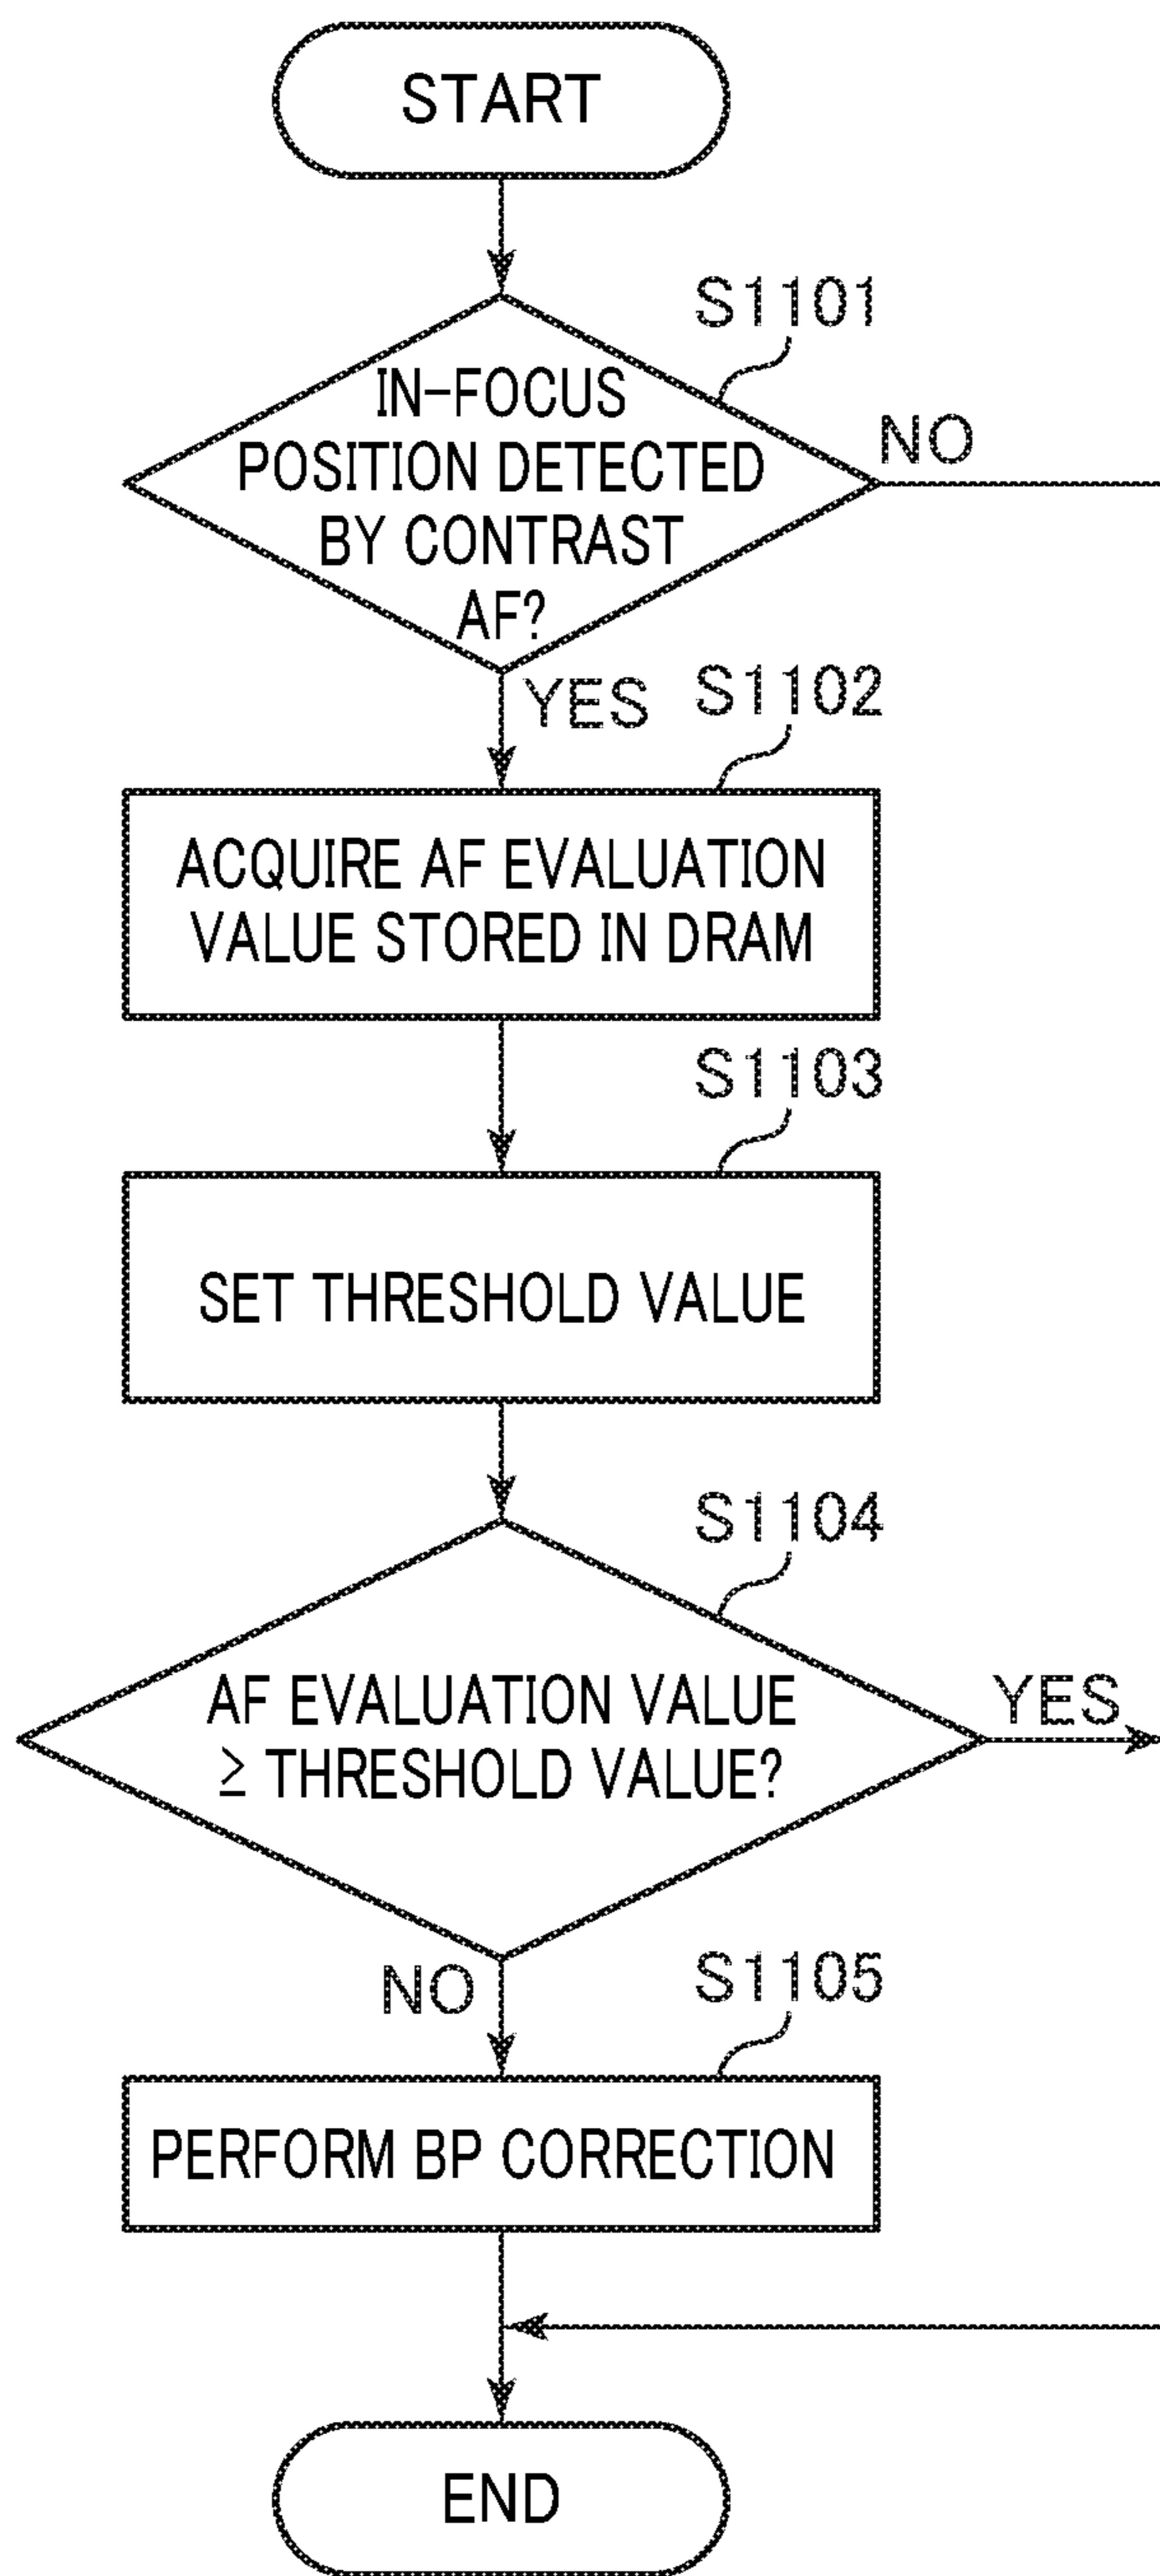 START
S1101
IN-FOCUS
POSITION DETECTED
BY CONTRAST
AF?
NO
YES
S1102
ACQUIRE AF EVALUATION
VALUE STORED IN DRAM
S1103
SET THRESHOLD VALUE
S1104
AF EVALUATION VALUE
≥ THRESHOLD VALUE?
YES
NO
S1105
PERFORM BP CORRECTION
END